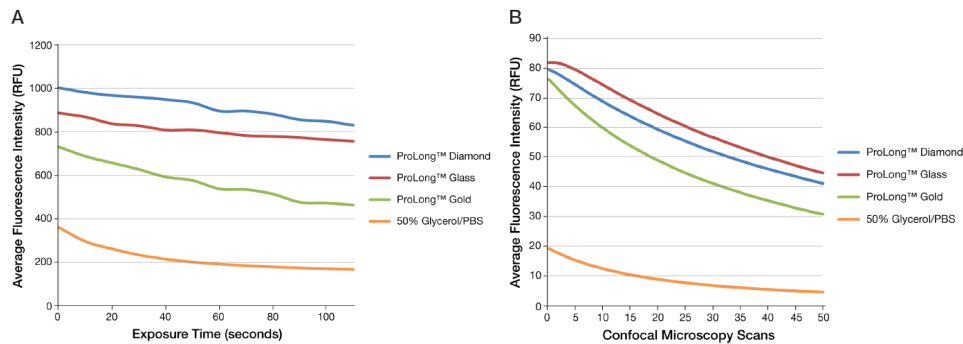 A
Average Fluorescence Intensity (RFU)
1200
1000
800
600
400
200
0
0 20 40 60 80 100
Exposure Time (seconds)
ProLong™ Diamond
ProLong™ Glass
ProLong™ Gold
50% Glycerol/PBS
B
Average Fluorescence Intensity (RFU)
90
80
70
60
50
40
30
20
10
0
0 5 10 15 20 25 30 35 40 45 50
Confocal Microscopy Scans
ProLong™ Diamond
ProLong™ Glass
ProLong™ Gold
50% Glycerol/PBS